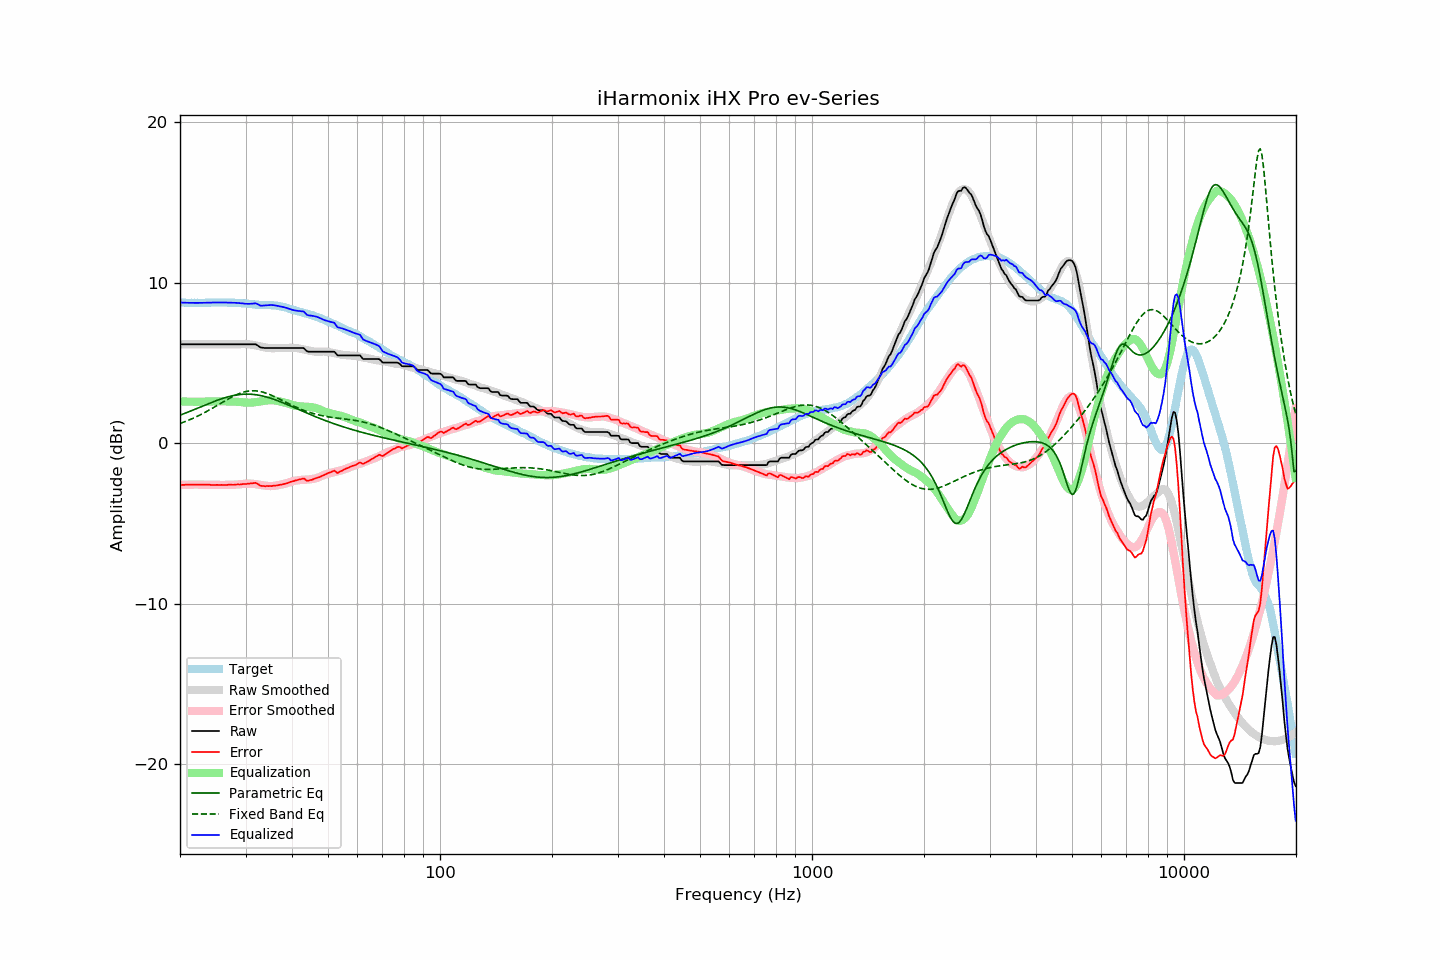 iHarmonix iHX Pro ev-Series
20
10
0
−10
−20
Amplitude (dBr)
100
1000
10000
Frequency (Hz)
Target
Raw Smoothed
Error Smoothed
Raw
Error
Equalization
Parametric Eq
Fixed Band Eq
Equalized